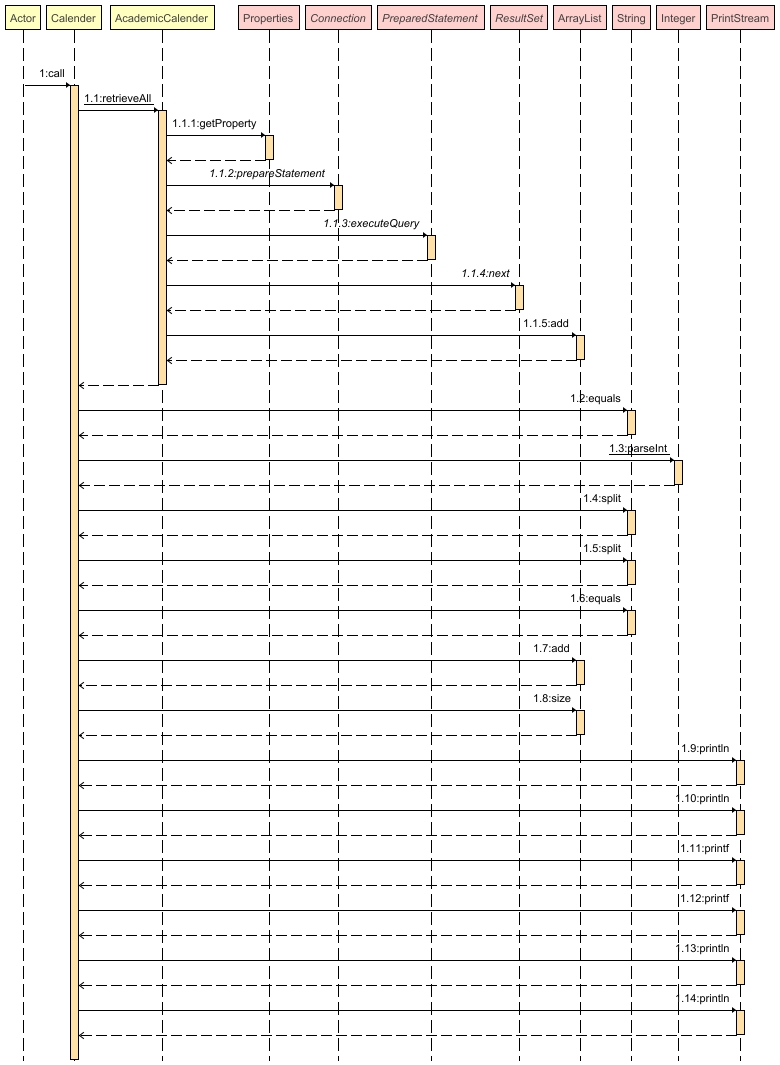 Actor Calender AcademicCalender Properties Connection PreparedStatement ResultSet ArrayList String Integer PrintStream
1:call
1.1:retrieveAll
1.1.1:getProperty
1.1.2:prepareStatement
1.1.3:executeQuery
1.1.4:next
1.1.5:add
1.2:equals
1.3:parseInt
1.4:split
1.5:split
1.6:equals
1.7:add
1.8:size
1.9:println
1.10:println
1.11:printf
1.12:printf
1.13:println
1.14:println